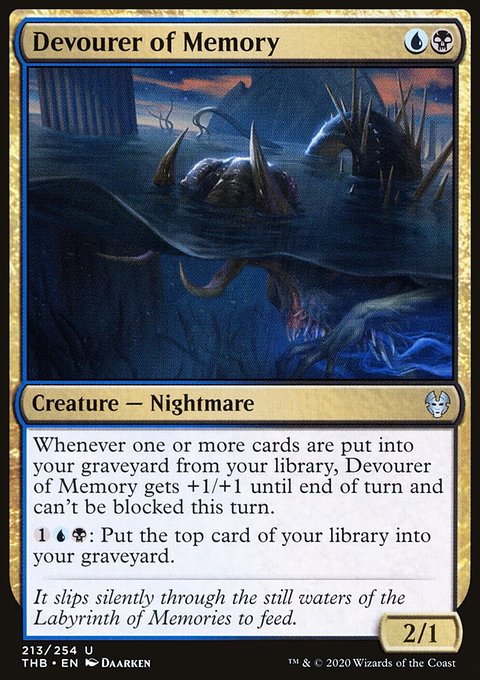 Devourer of Memory
Creature — Nightmare
Whenever one or more cards are put into
your graveyard from your library, Devourer
of Memory gets +1/+1 until end of turn and
can't be blocked this turn.
1: Put the top card of your library into
your graveyard.
It slips silently through the still waters of the
Labyrinth of Memories to feed.
2/1
213/254 U
THB • EN DAARKEN
™ & © 2020 Wizards of the Coast